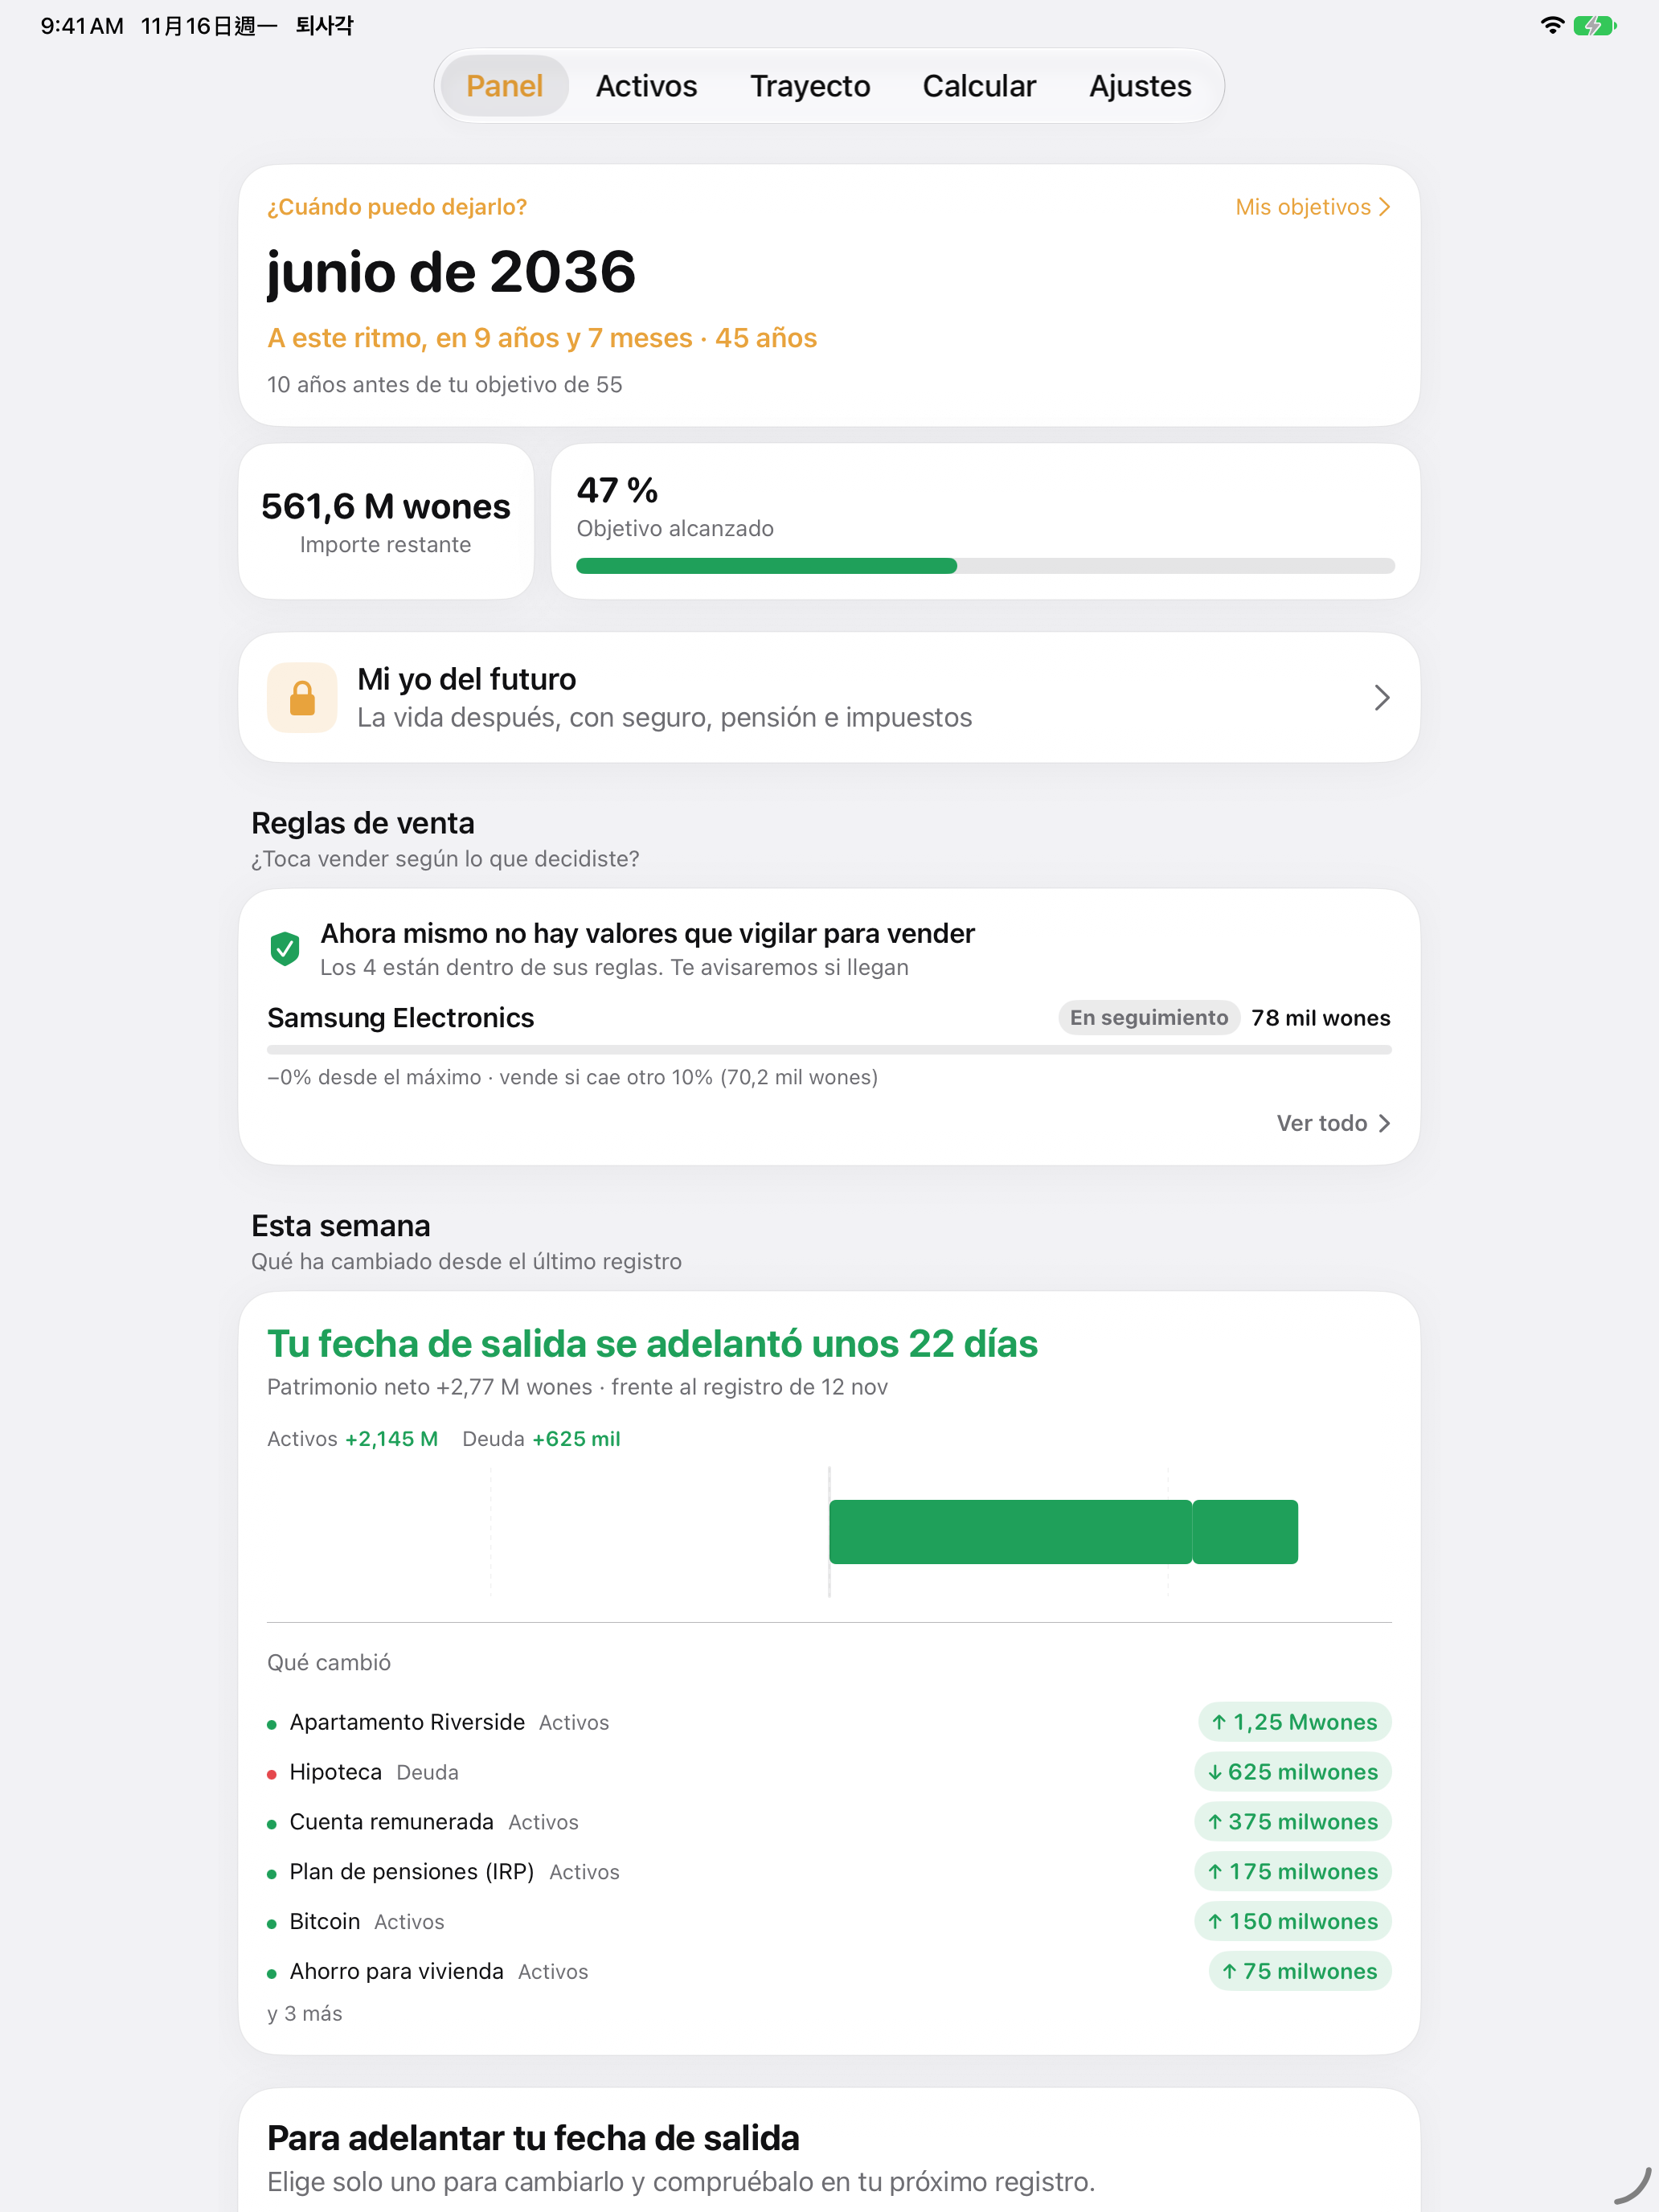 9:41 AM 11月16日週一 퇴사각
Panel Activos Trayecto Calcular Ajustes
¿Cuándo puedo dejarlo? Mis objetivos
junio de 2036
A este ritmo, en 9 años y 7 meses · 45 años
10 años antes de tu objetivo de 55
561,6 M wones
Importe restante
47 %
Objetivo alcanzado
Mi yo del futuro
La vida después, con seguro, pensión e impuestos
Reglas de venta
¿Toca vender según lo que decidiste?
Ahora mismo no hay valores que vigilar para vender
Los 4 están dentro de sus reglas. Te avisaremos si llegan
Samsung Electronics En seguimiento 78 mil wones
−0% desde el máximo · vende si cae otro 10% (70,2 mil wones)
Ver todo
Esta semana
Qué ha cambiado desde el último registro
Tu fecha de salida se adelantó unos 22 días
Patrimonio neto +2,77 M wones · frente al registro de 12 nov
Activos +2,145 M Deuda +625 mil
Qué cambió
Apartamento Riverside Activos ↑ 1,25 Mwones
Hipoteca Deuda ↓ 625 milwones
Cuenta remunerada Activos ↑ 375 milwones
Plan de pensiones (IRP) Activos ↑ 175 milwones
Bitcoin Activos ↑ 150 milwones
Ahorro para vivienda Activos ↑ 75 milwones
y 3 más
Para adelantar tu fecha de salida
Elige solo uno para cambiarlo y compruébalo en tu próximo registro.